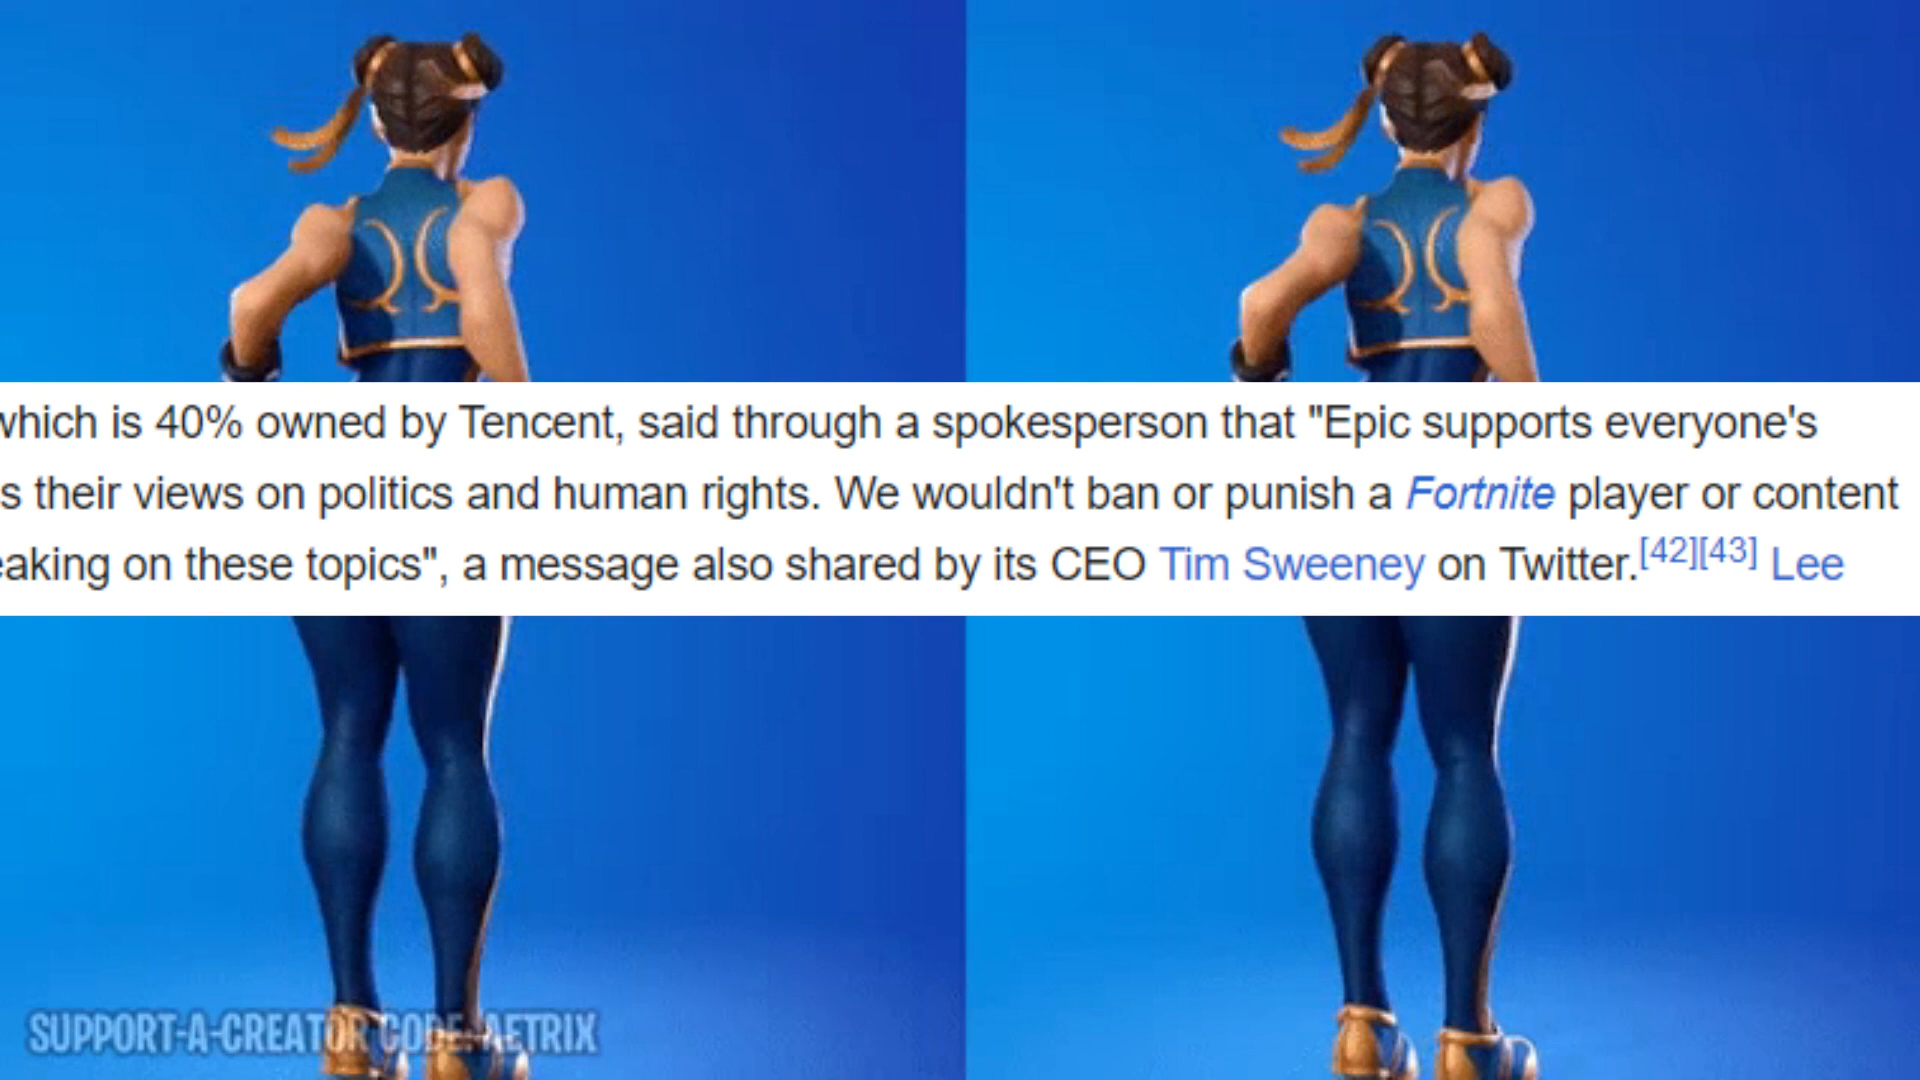 which is 40% owned by Tencent, said through a spokesperson that "Epic supports everyone's
s their views on politics and human rights. We wouldn't ban or punish a Fortnite player or content
eaking on these topics", a message also shared by its CEO Tim Sweeney on Twitter.[42][43] Lee
SUPPORT-A-CREATOR CODE: AETRIX